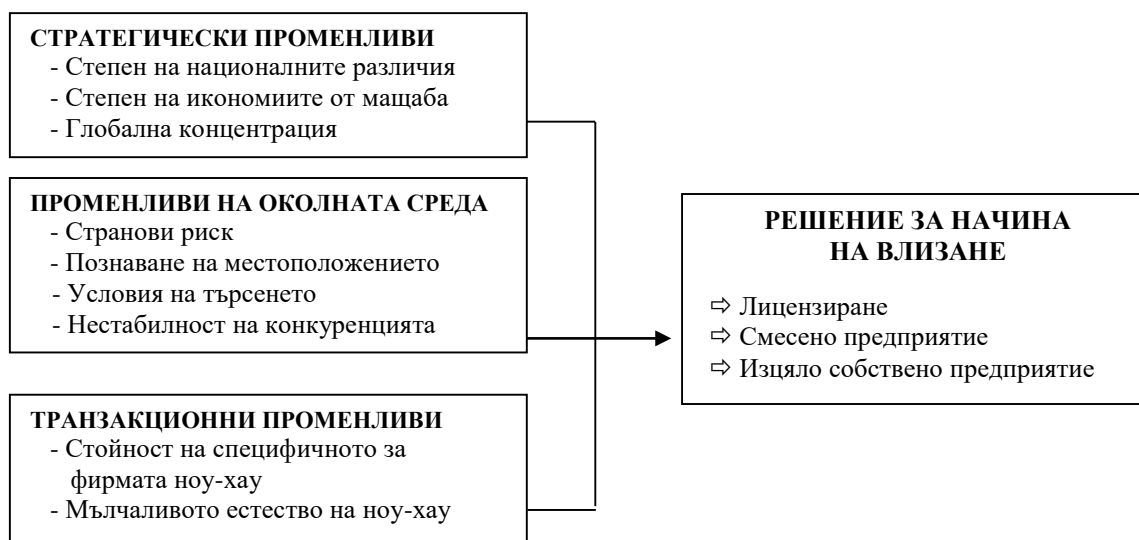 СТРАТЕГИЧЕСКИ ПРОМЕНЛИВИ
- Степен на националните различия
- Степен на икономиите от мащаба
- Глобална концентрация
ПРОМЕНЛИВИ НА ОКОЛНАТА СРЕДА
- Странови риск
- Познаване на местоположението
- Условия на търсенето
- Нестабилност на конкуренцията
ТРАНЗАКЦИОННИ ПРОМЕНЛИВИ
- Стойност на специфичното за
фирмата ноу-хау
- Мълчаливото естество на ноу-хау
РЕШЕНИЕ ЗА НАЧИНА
НА ВЛИЗАНЕ
⇨ Лицензиране
⇨ Смесено предприятие
⇨ Изцяло собствено предприятие